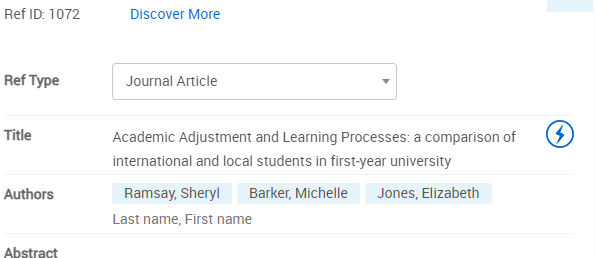 Ref ID: 1072 Discover More
Ref Type Journal Article
Title Academic Adjustment and Learning Processes: a comparison of
international and local students in first-year university
Authors Ramsay, Sheryl Barker, Michelle Jones, Elizabeth
Last name, First name
Abstract